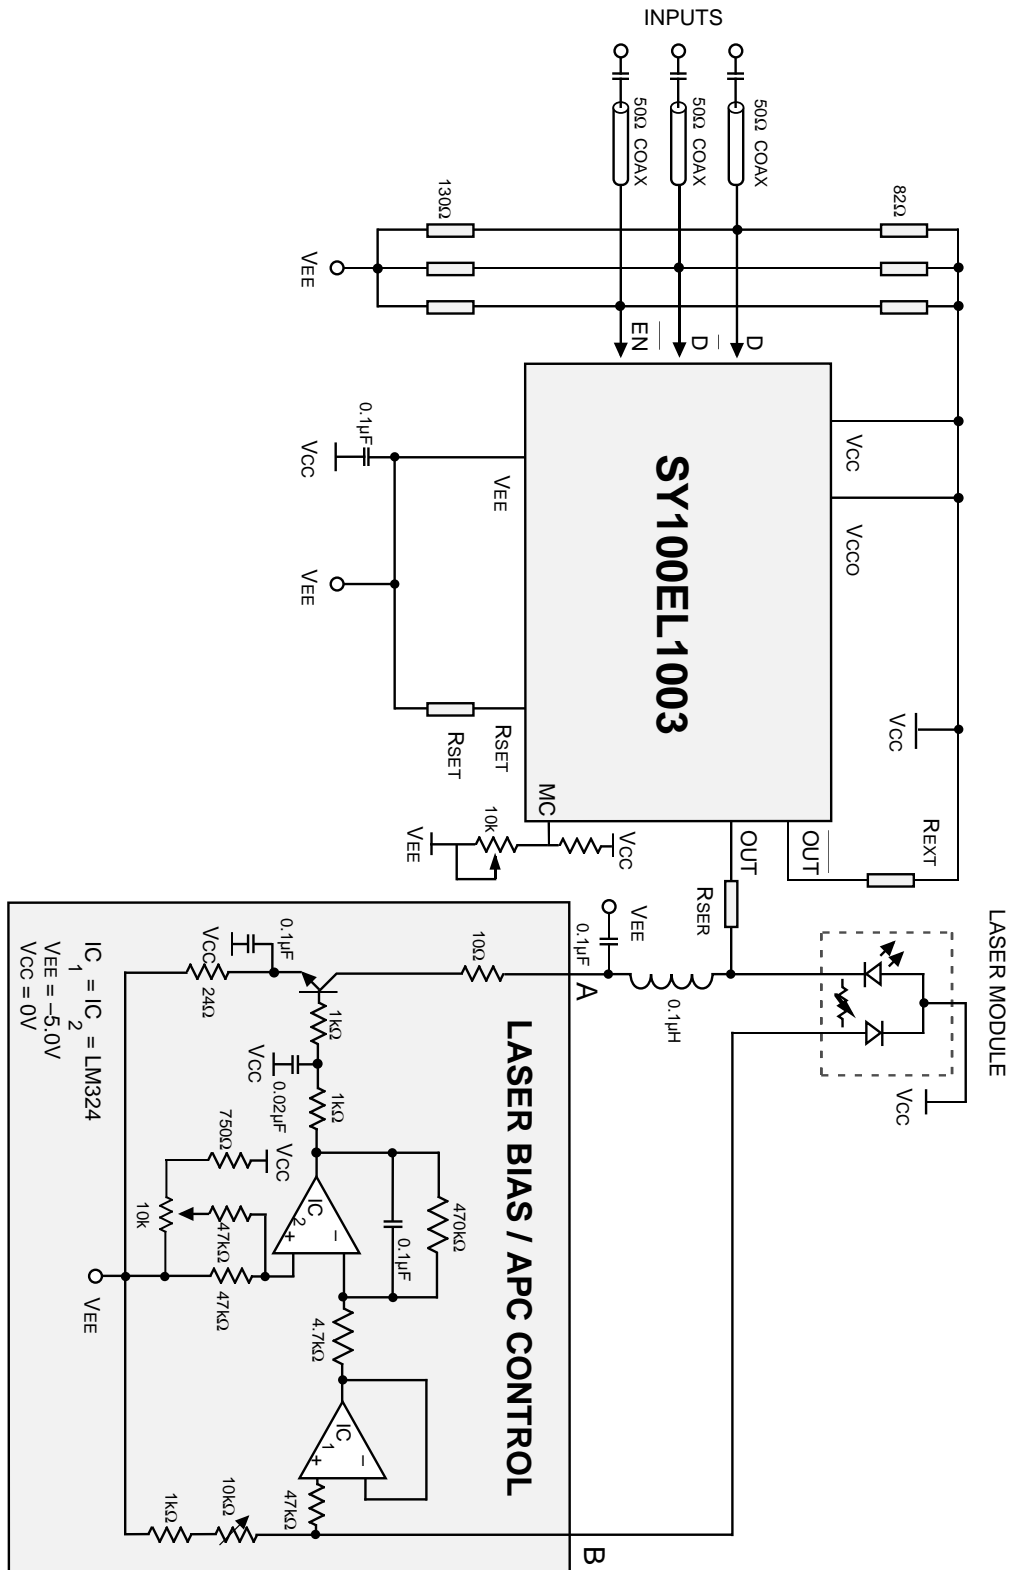 INPUTS
50Ω COAX
50Ω COAX
50Ω COAX
130Ω
82Ω
VEE
EN
D
D
0.1µF
VCC
VEE
VEE
RSET
RSET
SY100EL1003
VCC
VCCO
VCC
MC
10k
VEE
VCC
OUT
OUT
REXT
RSER
LASER MODULE
VCC
VEE
0.1µF
0.1µH
A
B
LASER BIAS / APC CONTROL
10Ω
0.1µF
VCC
24Ω
1kΩ
VCC
0.02µF
1kΩ
750Ω
VCC
10k
47kΩ
47kΩ
VEE
IC2
+
–
0.1µF
470kΩ
4.7kΩ
IC1
+
–
47kΩ
10kΩ
1kΩ
IC1 = IC2 = LM324
VEE = –5.0V
VCC = 0V